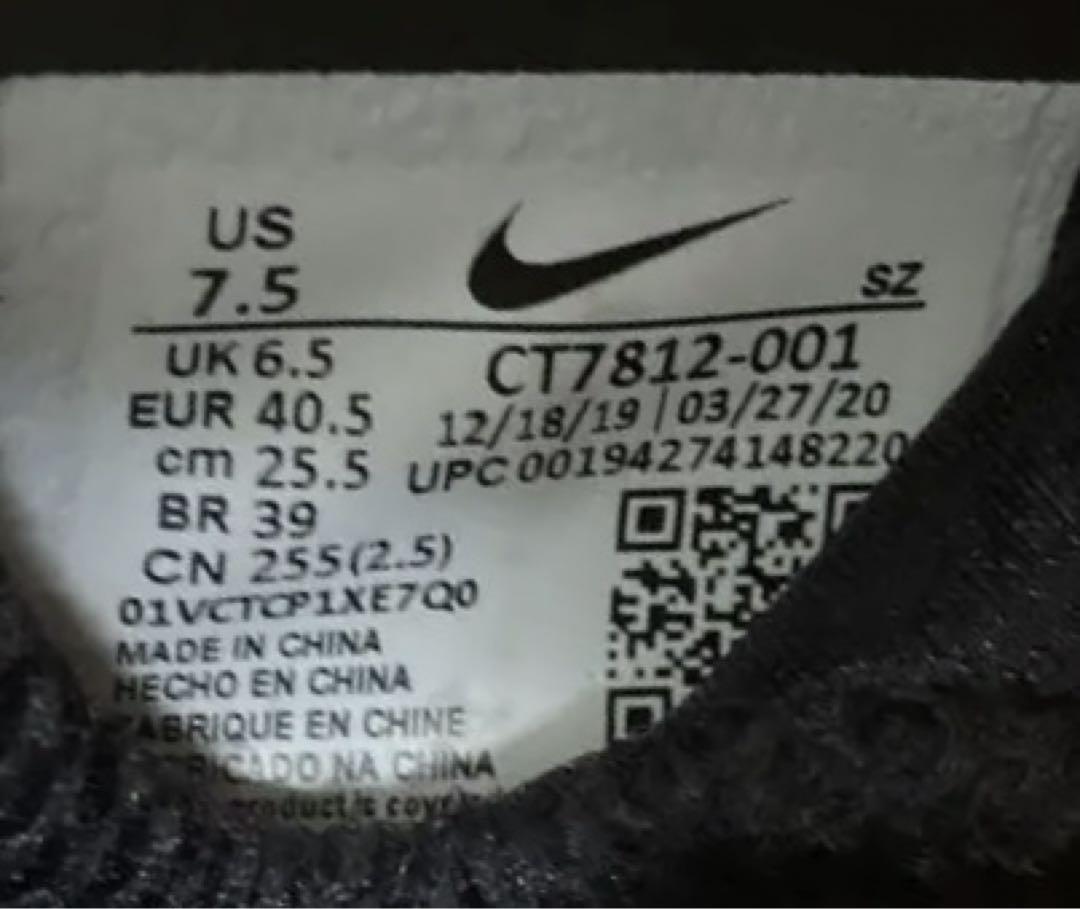 US
7.5
SZ
UK 6.5
EUR 40.5
cm 25.5
BR 39
CN 255(2.5)
CT7812-001
12/18/19 | 03/27/20
UPC 00194274148220
01VCTCP1XE7Q0
MADE IN CHINA
HECHO EN CHINA
FABRIQUE EN CHINE
FABRICADO NA CHINA
product is